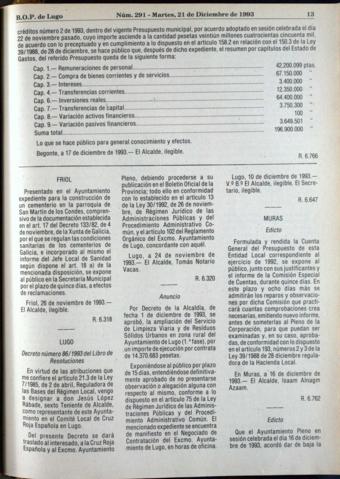 B.O.P. de Lugo
Núm. 291 - Martes, 21 de Diciembre de 1993
13
créditos número 2 de 1993, dentro del vigente Presupuesto municipal, por acuerdo adoptado en sesión celebrada el día
22 de noviembre pasado, cuyo importe asciende a la cantidad pesetas veintiún millones cuatrocientas cincuenta mil,
de acuerdo con lo preceptuado y en cumplimiento a lo dispuesto en el artículo 158.2 en relación con el 150.3 de la Ley
39/1988, de 28 de diciembre, se hace público que, después de dicho expediente, el resumen por capítulos del Estado de
Gastos, del referido Presupuesto queda de la siguiente forma:
Cap. 1.— Remuneraciones de personal 42.200.099 ptas.
Cap. 2.— Compra de bienes corrientes y de servicios 67.150.000 "
Cap. 3.— Intereses 3.400.000 "
Cap. 4.— Transferencias corrientes 12.350.000 "
Cap. 6.— Inversiones reales 64.400.000 "
Cap. 7.— Transferencias de capital 3.750.300 "
Cap. 8.— Variación activos financieros 100 "
Cap. 9.— Variación pasivos financieros 3.649.501 "
Suma total 196.900.000 "
Lo que se hace público para general conocimiento y efectos.
Begonte, a 17 de diciembre de 1993.— El Alcalde, ilegible.
R. 6.766
FRIOL
Presentado en el Ayuntamiento
expediente para la construcción de
un cementerio en la parroquia de
San Martín de los Condes, comprensivo
de la documentación establecida
en el art. 17 del Decreto 133/82, de 4
de noviembre, de la Xunta de Galicia,
por el que se regulan las condiciones
sanitarias de los cementerios de
Galicia, e incorporado al mismo el
informe del Jefe Local de Sanidad
según dispone el art. 18 a) de la
mencionada disposición, se expone
al público en la Secretaría Municipal
por el plazo de quince días, a efectos
de reclamaciones.
Friol, 26 de noviembre de 1993.—
El Alcalde, ilegible.
R. 6.318
LUGO
Decreto número 86/1993 del Libro de
Resoluciones
En virtud de las atribuciones que
me confiere el artículo 21.3 de la Ley
7/1985, de 2 de abril, Reguladora de
las Bases del Régimen Local, vengo
a designar a don Jesús López
Rábade, sexto Teniente de Alcalde,
como representante de este Ayuntamiento
en el Comité Local de Cruz
Roja Española en Lugo.
Del presente Decreto se dará
traslado al interesado, a la Cruz Roja
Española y al Excmo. Ayuntamiento
Pleno, debiendo procederse a su
publicación en el Boletín Oficial de la
Provincia; todo ello en conformidad
con lo establecido en el artículo 13
de la Ley 30/1992, de 26 de noviembre,
de Régimen Jurídico de las
Administraciones Públicas y del
Procedimiento Administrativo Común,
y el artículo 102 del Reglamento
Orgánico del Excmo. Ayuntamiento
de Lugo, concordante con aquél.
Lugo, a 24 de noviembre de
1993.— El Alcalde, Tomás Notario
Vacas.
R. 6.320
Anuncio
Por Decreto de la Alcaldía, de
fecha 1 de diciembre de 1993, se
aprobó, la ampliación del Servicio
de Limpieza Viaria y de Residuos
Sólidos Urbanos en zona rural del
Ayuntamiento de Lugo (1.ª fase), por
un importe de ejecución por contrata
de 14.370.683 pesetas.
Exponiéndose al público por plazo
de 15 días, entendiéndose definitivamente
aprobado de no presentarse
observación o alegación alguna con
respecto al mismo, conforme a lo
dispuesto en el artículo 75 de la Ley
de Régimen Jurídico de las Administraciones
Públicas y del Procedimiento
Administrativo Común. El
mencionado expediente se encuentra
de manifiesto en el Negociado de
Contratación del Excmo. Ayuntamiento
de Lugo, en horas de oficina.
Lugo, 10 de diciembre de 1993.—
V.º B.º El Alcalde, ilegible. El Secretario,
ilegible.
R. 6.647
MURAS
Edicto
Formulada y rendida la Cuenta
General del Presupuesto de esta
Entidad Local correspondiente al
ejercicio de 1992, se expone al
público, junto con sus justificantes y
el informe de la Comisión Especial
de Cuentas, durante quince días. En
este plazo y ocho días más se
admitirán los reparos y observaciones
por dicha Comisión que practicará
cuantas comprobaciones crea
necesarias, emitiendo nuevo informe,
antes de someterlas al Pleno de la
Corporación, para que puedan ser
examinadas y, en su caso, aprobadas,
de conformidad con lo dispuesto
en el artículo 193, números 2 y 3 de la
Ley 39/1988 de 28 diciembre reguladora
de la Hacienda Local.
En Muras, a 16 de diciembre de
1993.— El Alcalde, Issam Alnagm
Azzam.
R. 6.762
Edicto
Que el Ayuntamiento Pleno en
sesión celebrada el día 16 de diciembre
de 1993, acordó dar de baja la